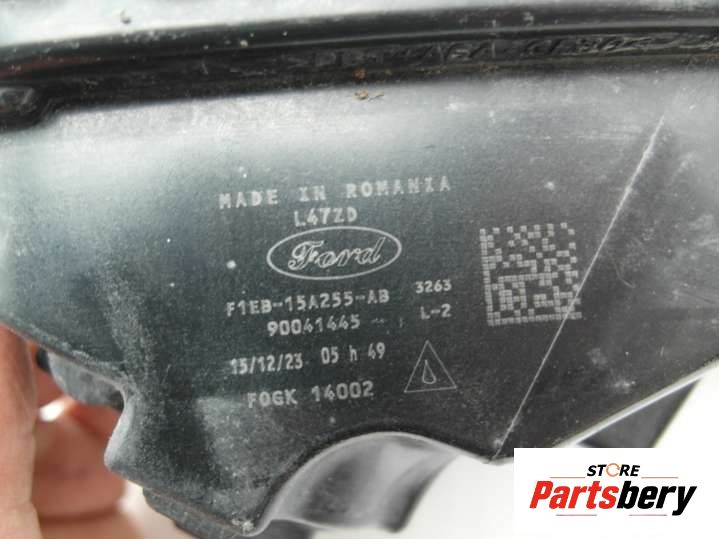 MADE IN ROMANIA
L47ZD
Ford
F1EB-15A255-AB 3263
90041445 L-2
15/12/23 05 h 49
FOGK 14002
STORE
Partsbery